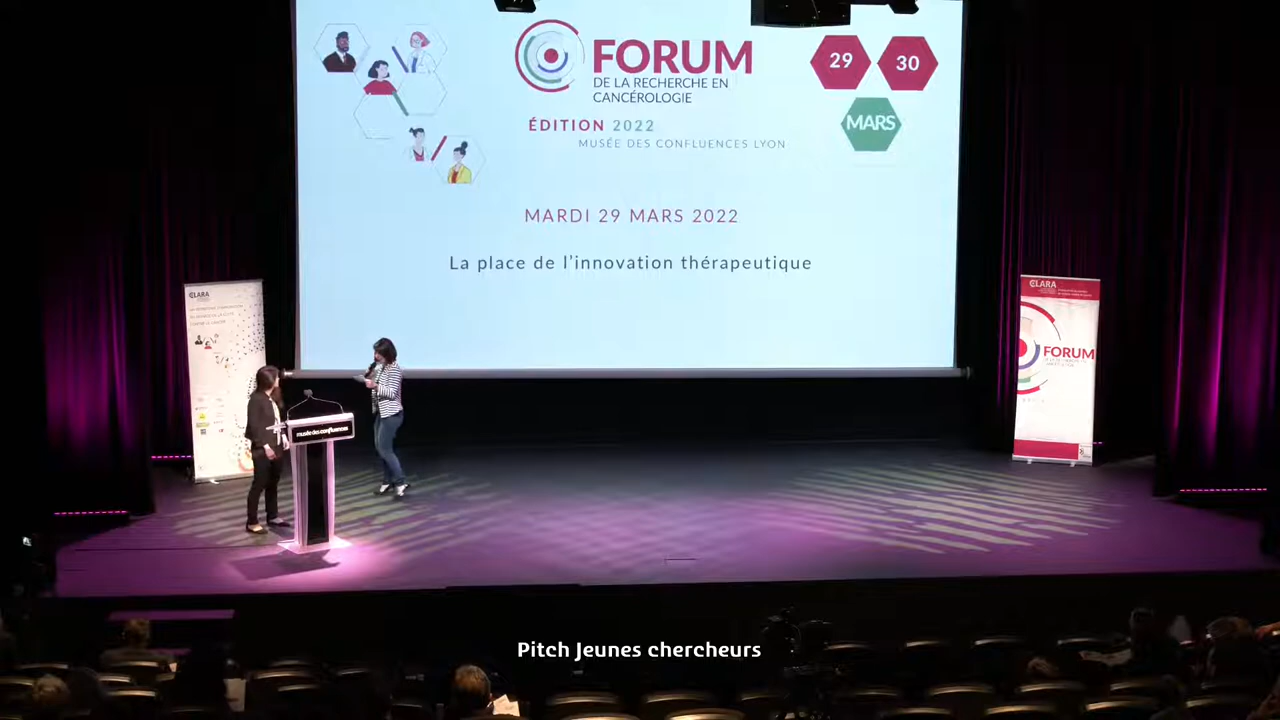 FORUM
DE LA RECHERCHE EN
CANCÉROLOGIE
ÉDITION 2022
MUSÉE DES CONFLUENCES LYON
29
30
MARS
MARDI 29 MARS 2022
La place de l'innovation thérapeutique
CLARA
CLARA
FORUM
musée des confluences
Pitch Jeunes chercheurs